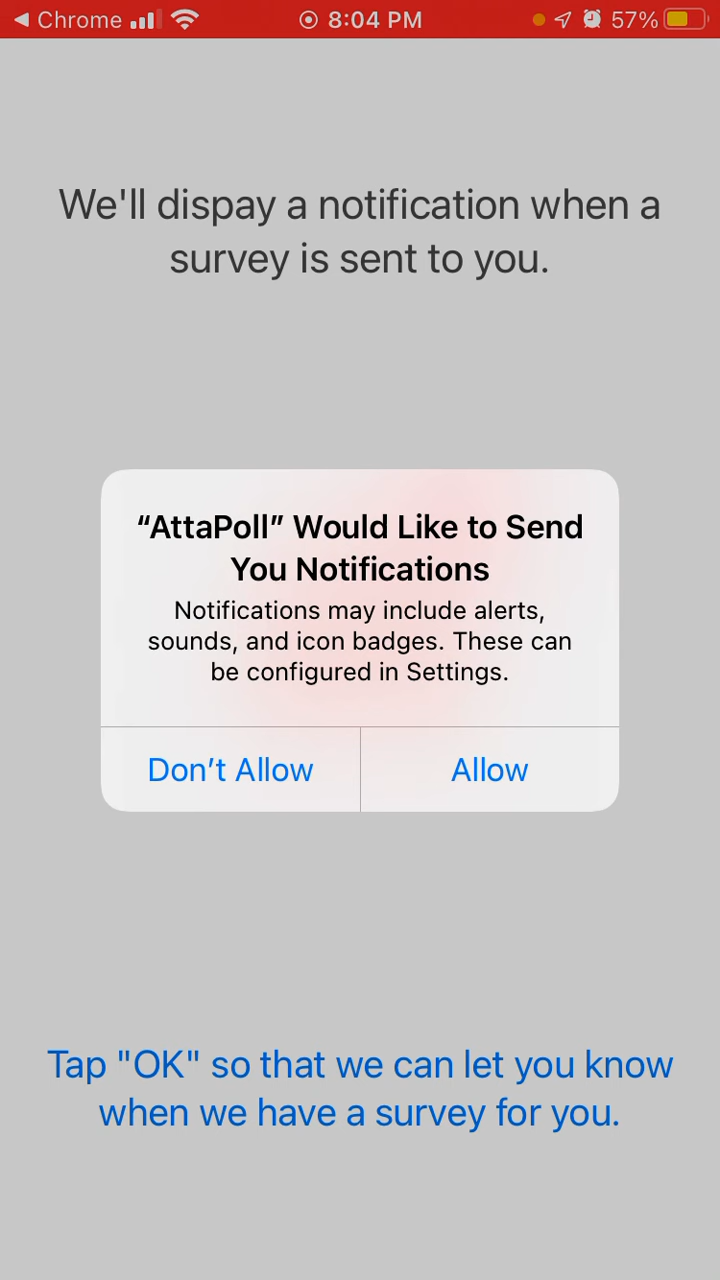 Chrome 8:04 PM 57%
We'll dispay a notification when a
survey is sent to you.
“AttaPoll” Would Like to Send
You Notifications
Notifications may include alerts,
sounds, and icon badges. These can
be configured in Settings.
Don’t Allow Allow
Tap "OK" so that we can let you know
when we have a survey for you.